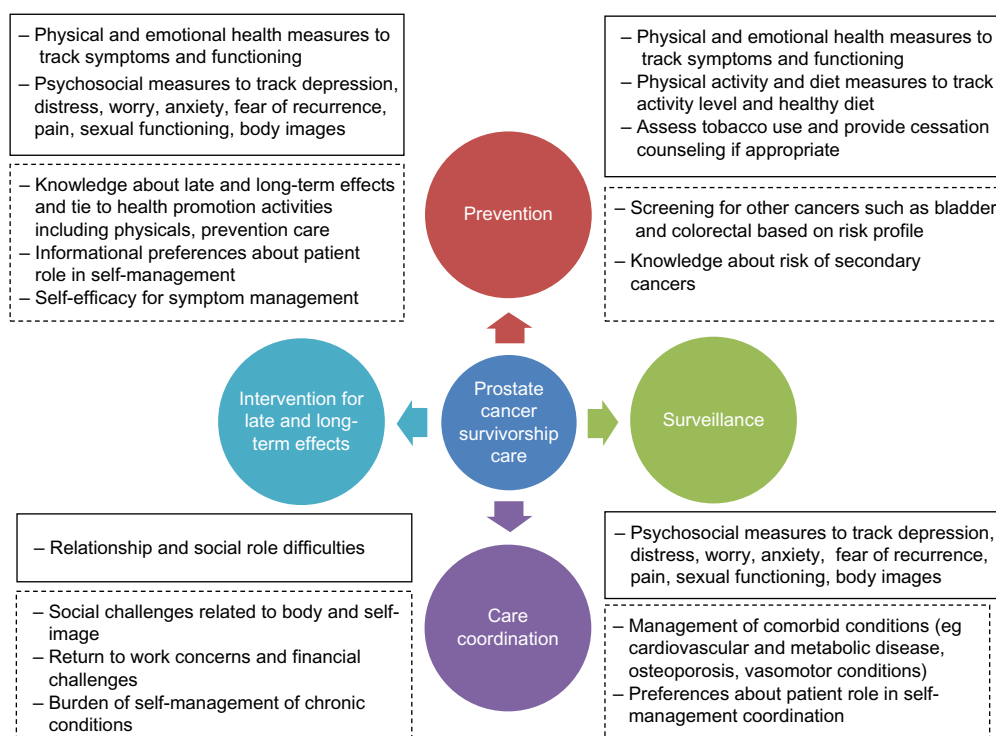 – Physical and emotional health measures to
track symptoms and functioning
– Psychosocial measures to track depression,
distress, worry, anxiety, fear of recurrence,
pain, sexual functioning, body images
– Knowledge about late and long-term effects
and tie to health promotion activities
including physicals, prevention care
– Informational preferences about patient
role in self-management
– Self-efficacy for symptom management
Prevention
– Physical and emotional health measures to
track symptoms and functioning
– Physical activity and diet measures to track
activity level and healthy diet
– Assess tobacco use and provide cessation
counseling if appropriate
– Screening for other cancers such as bladder
and colorectal based on risk profile
– Knowledge about risk of secondary
cancers
Intervention for
late and long-
term effects
Prostate
cancer
survivorship
care
Surveillance
– Relationship and social role difficulties
– Social challenges related to body and self-
image
– Return to work concerns and financial
challenges
– Burden of self-management of chronic
conditions
Care
coordination
– Psychosocial measures to track depression,
distress, worry, anxiety, fear of recurrence,
pain, sexual functioning, body images
– Management of comorbid conditions (eg
cardiovascular and metabolic disease,
osteoporosis, vasomotor conditions)
– Preferences about patient role in self-
management coordination